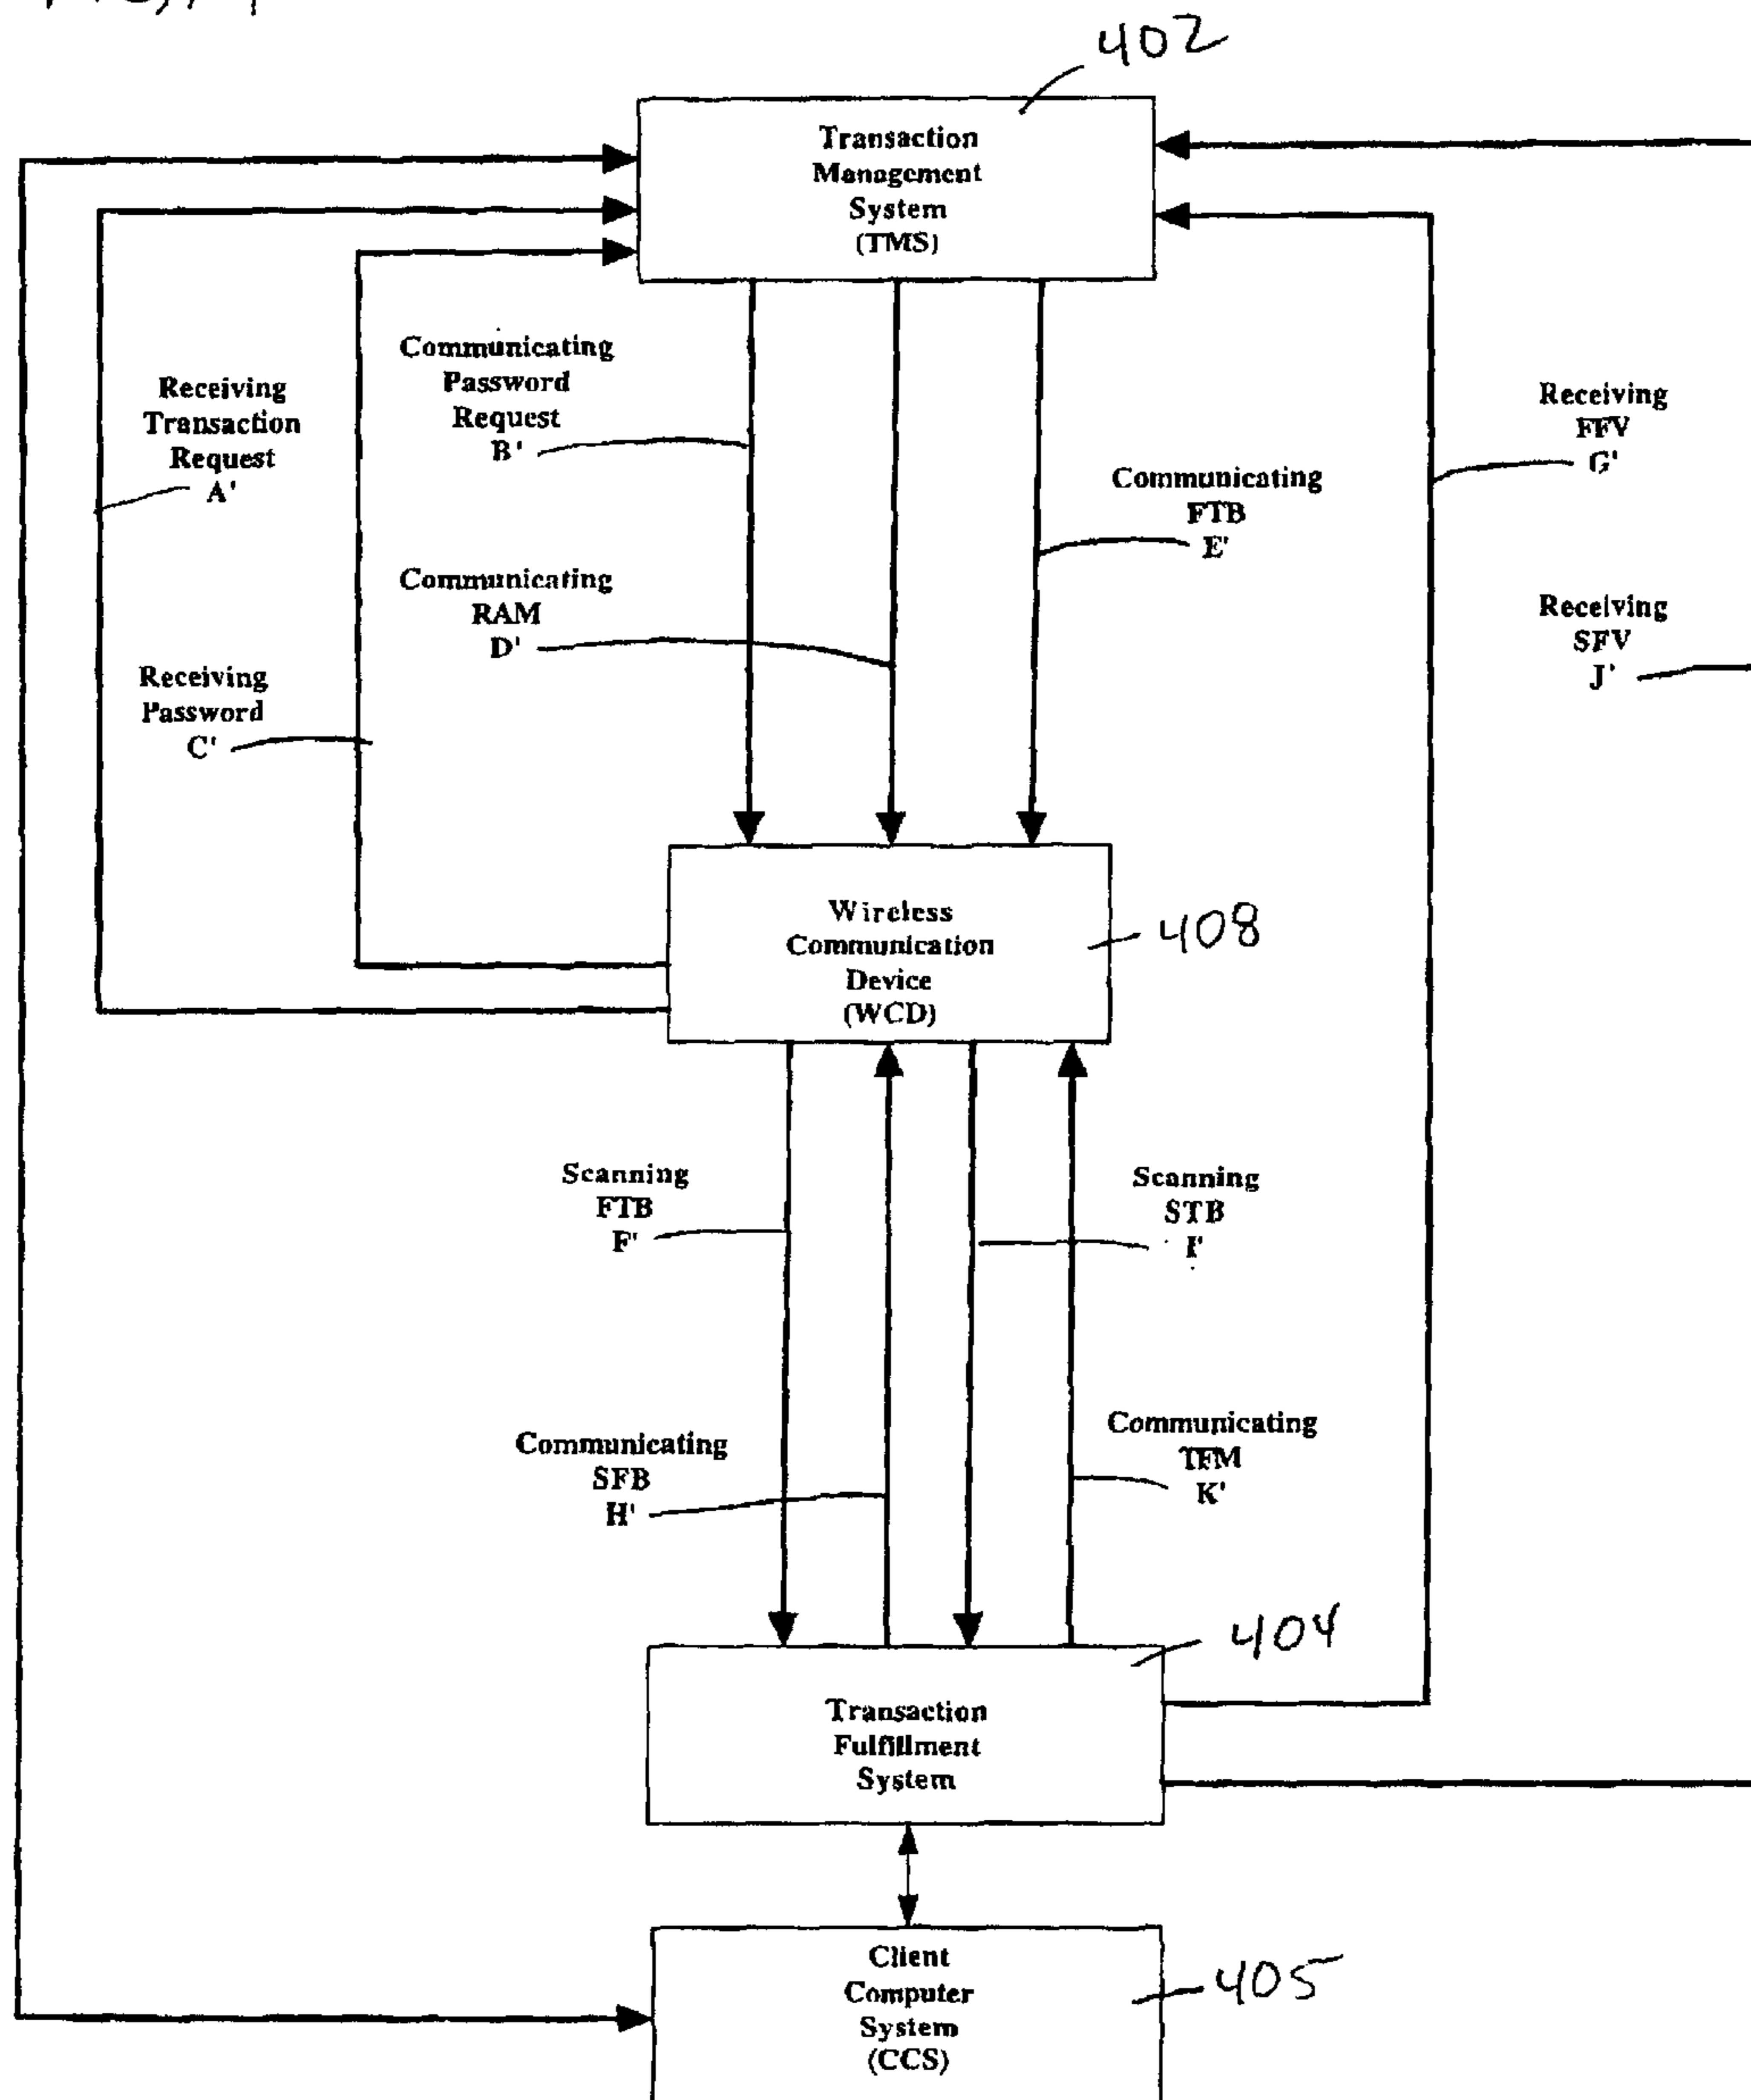 402
Transaction
Management
System
(TMS)
Receiving
Transaction
Request
A'
Communicating
Password
Request
B'
Receiving
FFV
G'
Communicating
FTB
E'
Communicating
RAM
D'
Receiving
SFV
J'
Receiving
Password
C'
Wireless
Communication
Device
(WCD)
408
Scanning
FTB
F'
Scanning
STB
I'
Communicating
SFB
H'
Communicating
TFM
K'
404
Transaction
Fulfillment
System
Client
Computer
System
(CCS)
405